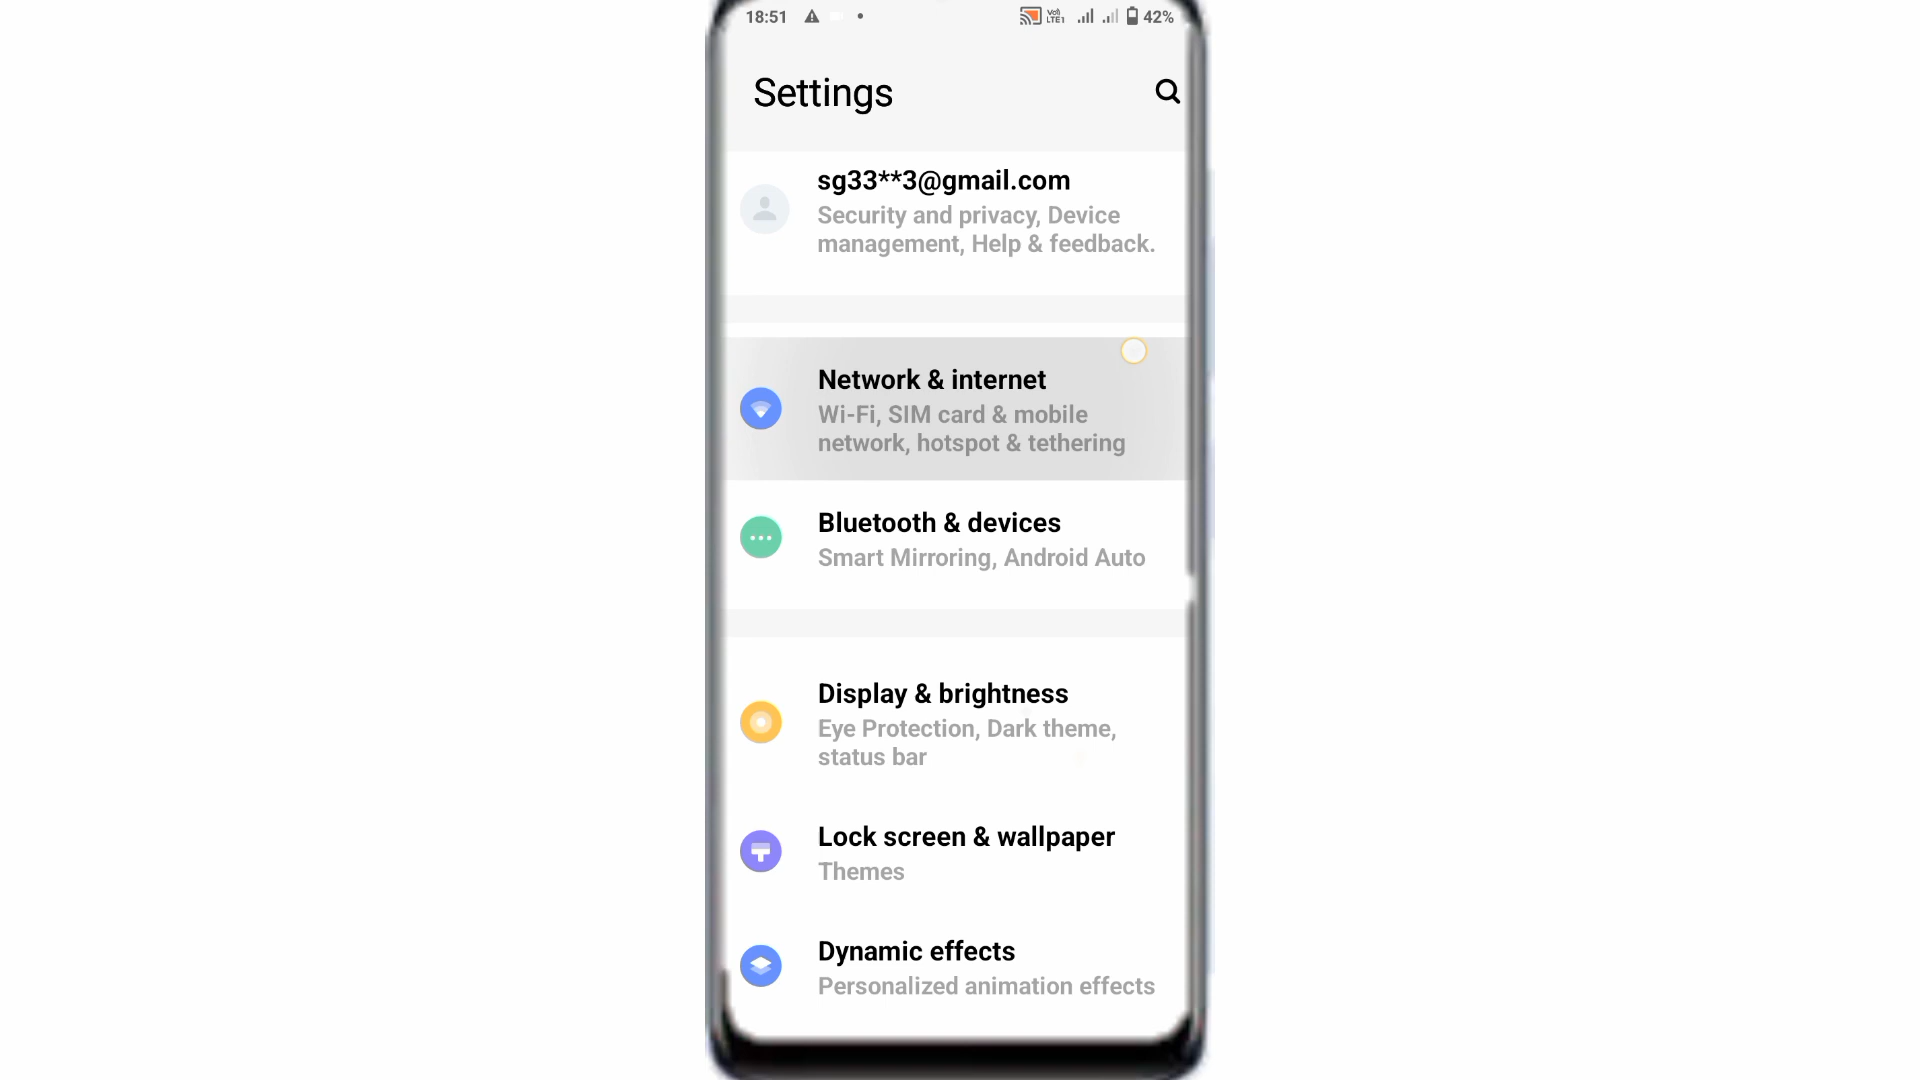 18:51 42%
Settings
sg33**3@gmail.com
Security and privacy, Device
management, Help & feedback.
Network & internet
Wi-Fi, SIM card & mobile
network, hotspot & tethering
Bluetooth & devices
Smart Mirroring, Android Auto
Display & brightness
Eye Protection, Dark theme,
status bar
Lock screen & wallpaper
Themes
Dynamic effects
Personalized animation effects